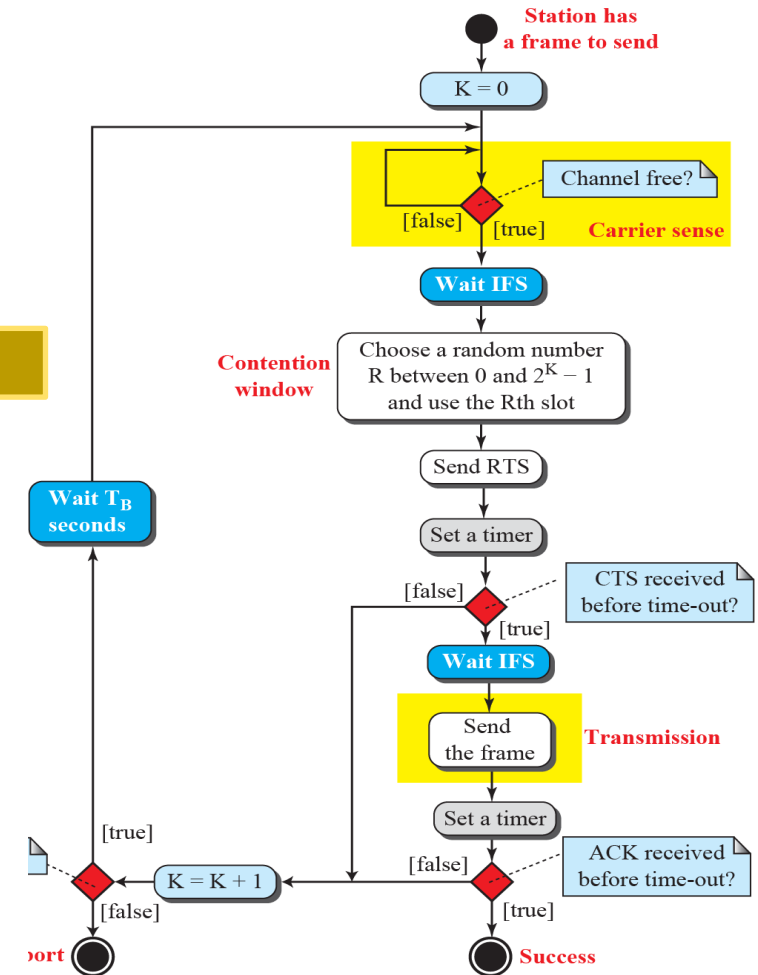 Station has
a frame to send
K = 0
Channel free?
[false]
[true]
Carrier sense
Wait IFS
Contention
window
Choose a random number
R between 0 and 2^K − 1
and use the Rth slot
Send RTS
Wait T_B
seconds
Set a timer
[false]
CTS received
before time-out?
[true]
Wait IFS
Send
the frame
Transmission
Set a timer
[true]
[false]
ACK received
before time-out?
K = K + 1
[false]
[true]
Success